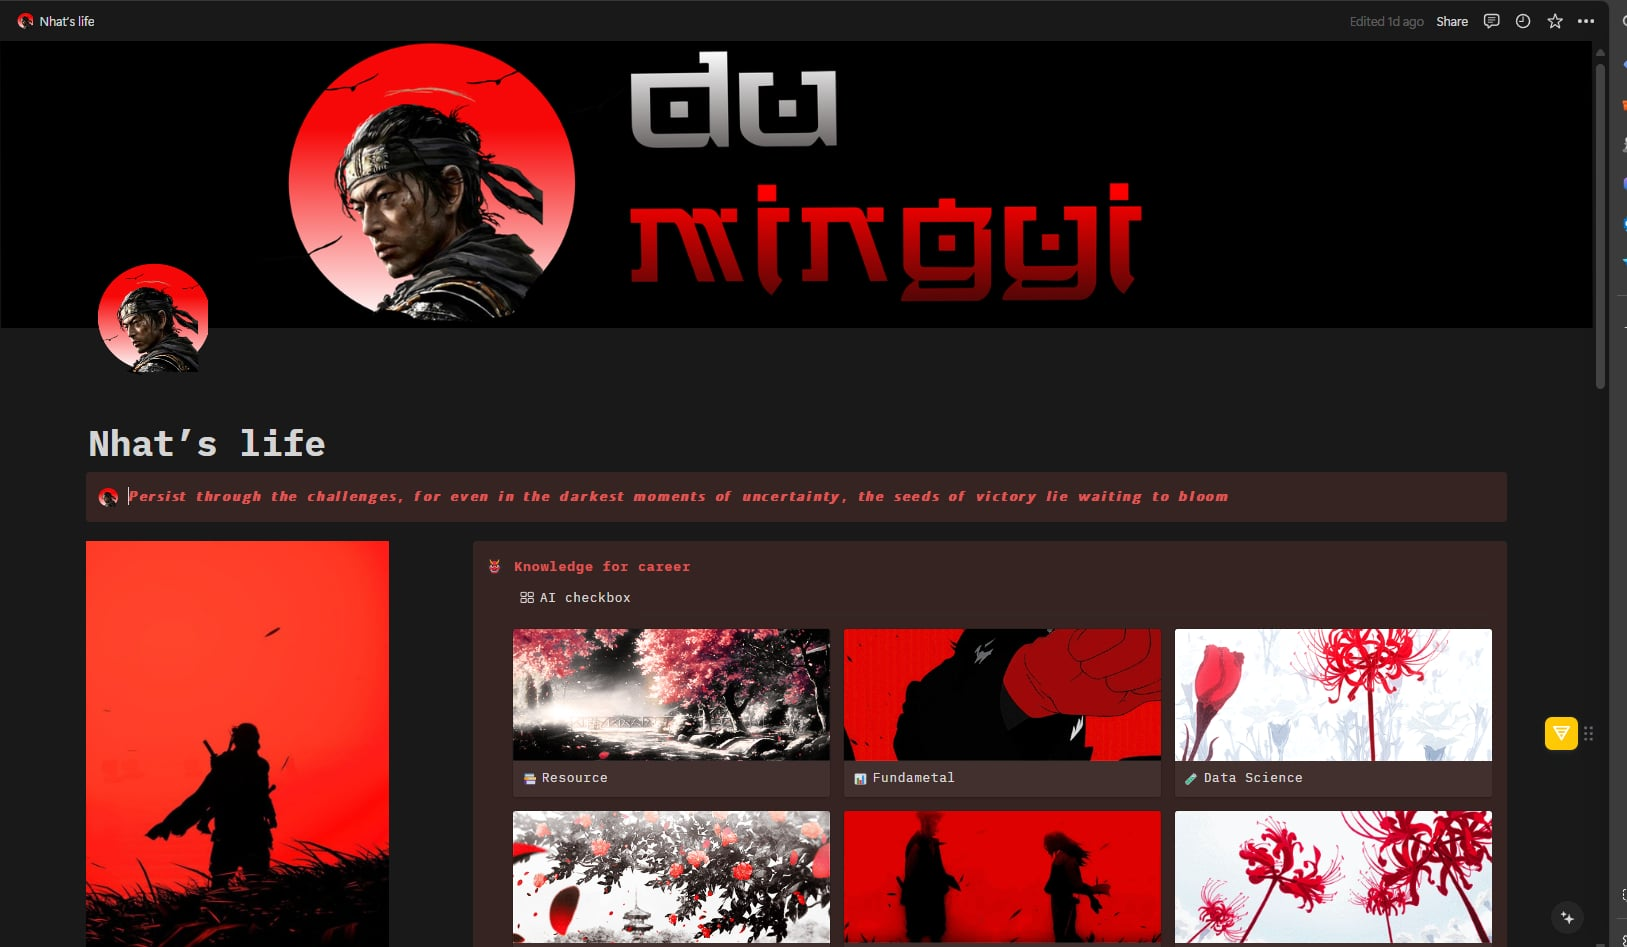 Nhat's life
Edited 1d ago Share
du
mingyi
Nhat’s life
Persist through the challenges, for even in the darkest moments of uncertainty, the seeds of victory lie waiting to bloom
Knowledge for career
AI checkbox
Resource
Fundametal
Data Science